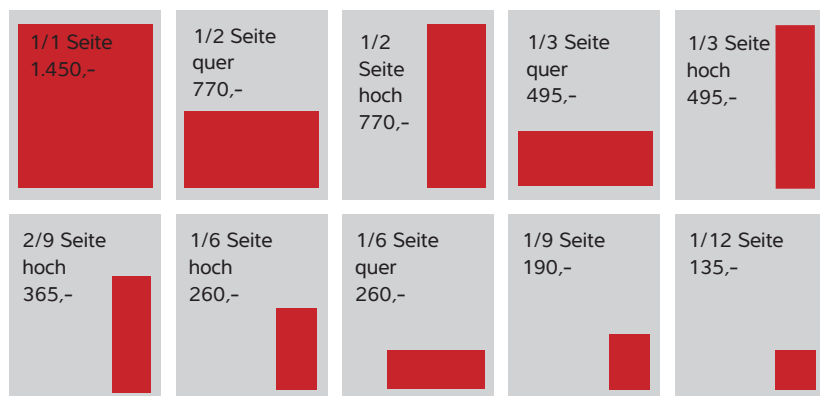 1/1 Seite
1.450,–
1/2 Seite
quer
770,–
1/2
Seite
hoch
770,–
1/3 Seite
quer
495,–
1/3 Seite
hoch
495,–
2/9 Seite
hoch
365,–
1/6 Seite
hoch
260,–
1/6 Seite
quer
260,–
1/9 Seite
190,–
1/12 Seite
135,–